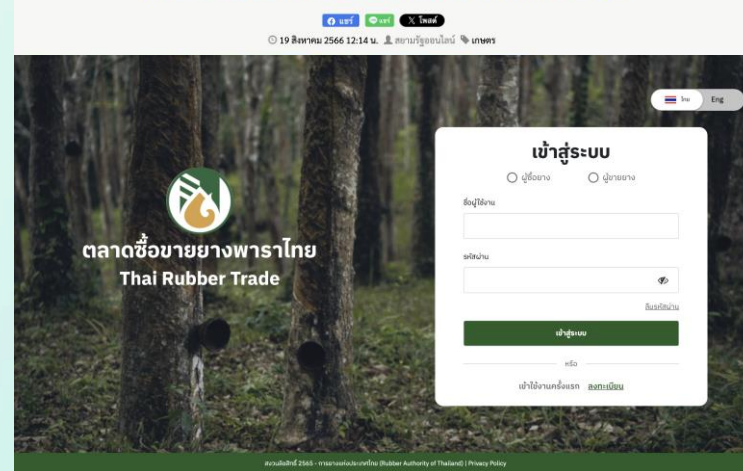 แชร์ แชร์ โพสต์
19 สิงหาคม 2566 12:14 น. สยามรัฐออนไลน์ เกษตร
ไทย Eng
เข้าสู่ระบบ
ผู้ซื้อยาง ผู้ขายยาง
ชื่อผู้ใช้งาน
ตลาดซื้อขายยางพาราไทย
Thai Rubber Trade
รหัสผ่าน
ลืมรหัสผ่าน
เข้าสู่ระบบ
หรือ
เข้าใช้งานครั้งแรก ลงทะเบียน
สงวนลิขสิทธิ์ 2565 - การยางแห่งประเทศไทย (Rubber Authority of Thailand) | Privacy Policy